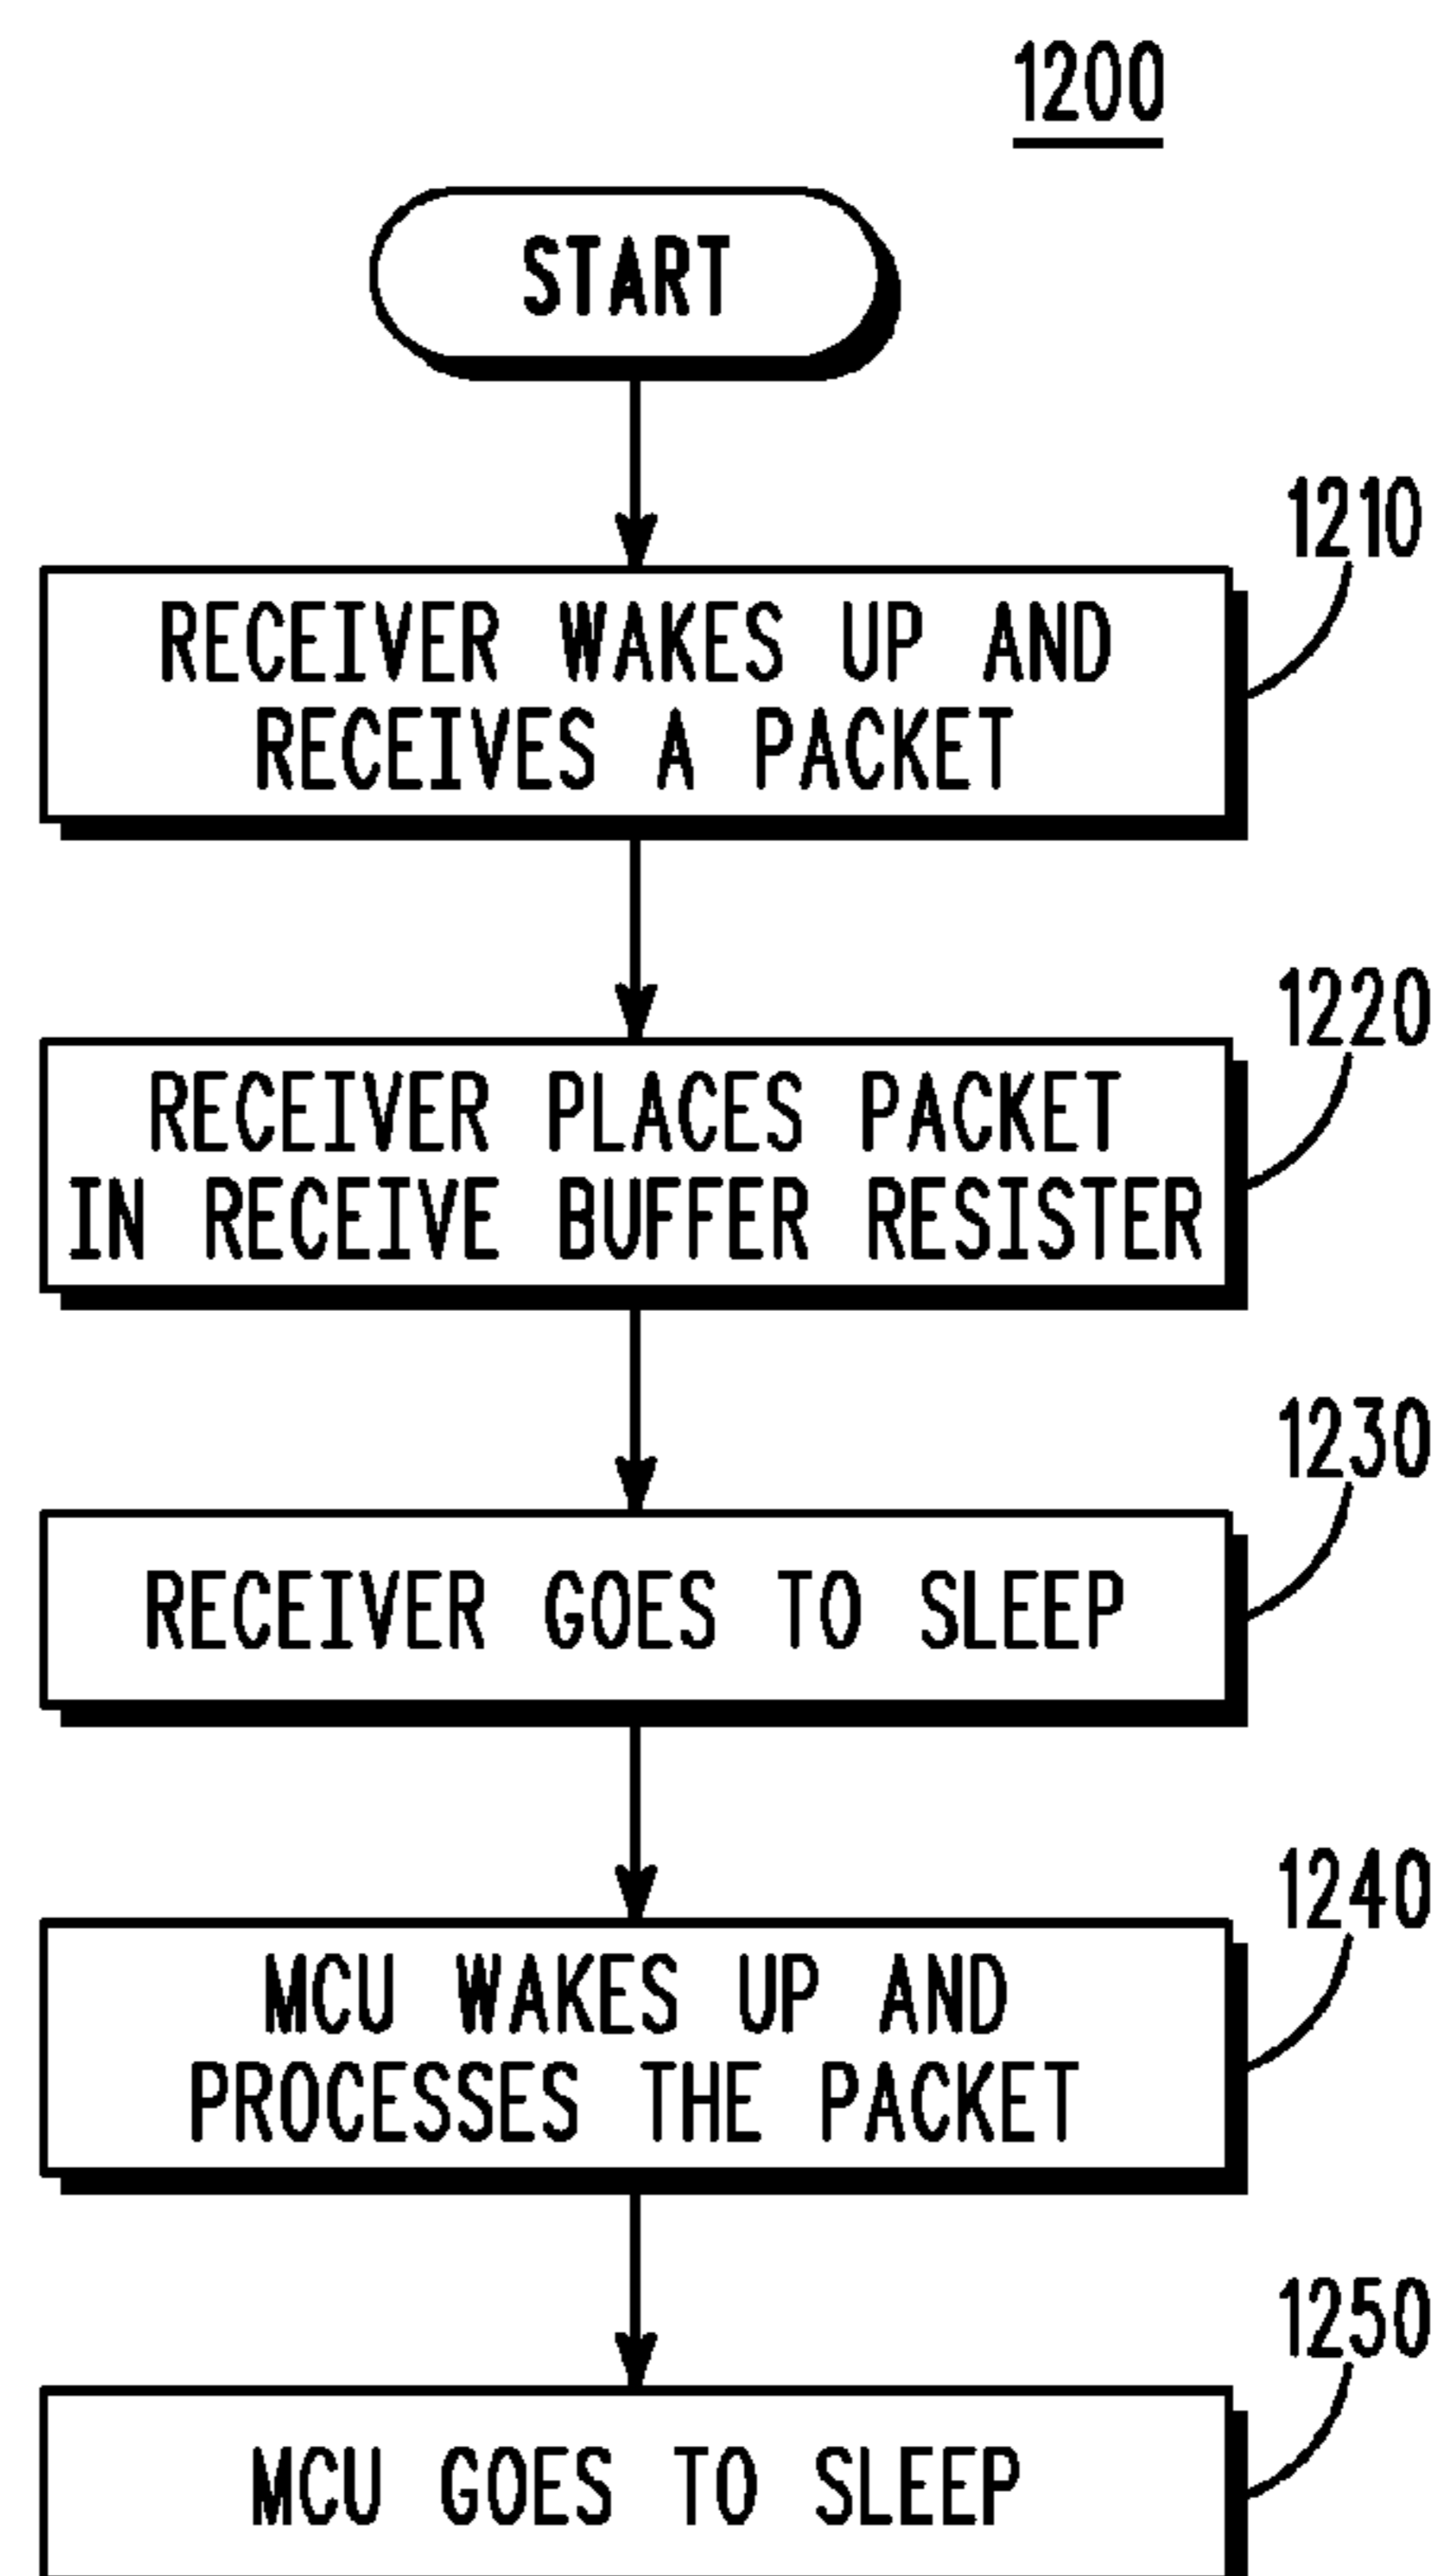 1200
START
1210
RECEIVER WAKES UP AND
RECEIVES A PACKET
1220
RECEIVER PLACES PACKET
IN RECEIVE BUFFER RESISTER
1230
RECEIVER GOES TO SLEEP
1240
MCU WAKES UP AND
PROCESSES THE PACKET
1250
MCU GOES TO SLEEP